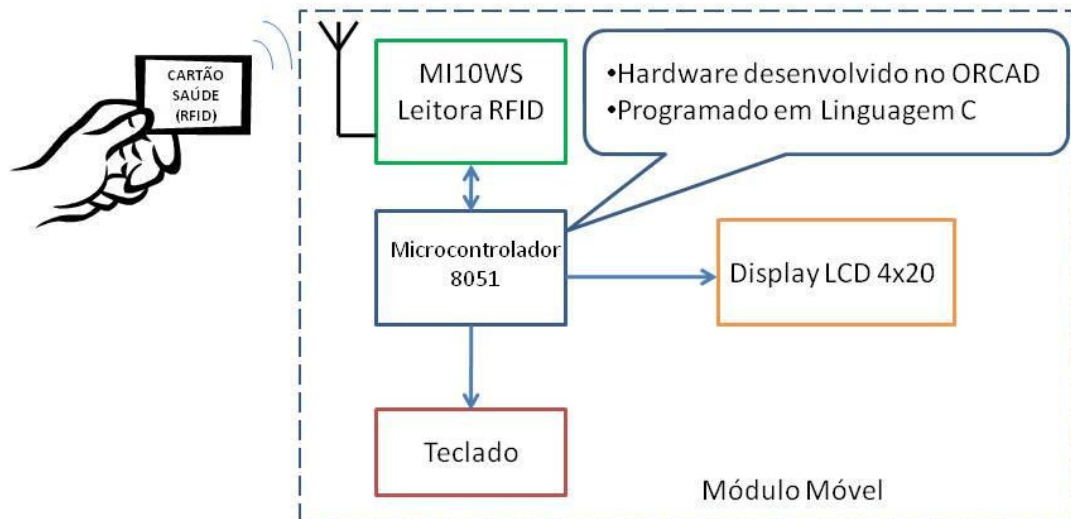 CARTÃO
SAÚDE
(RFID)
MI10WS
Leitora RFID
•Hardware desenvolvido no ORCAD
•Programado em Linguagem C
Microcontrolador
8051
Display LCD 4x20
Teclado
Módulo Móvel